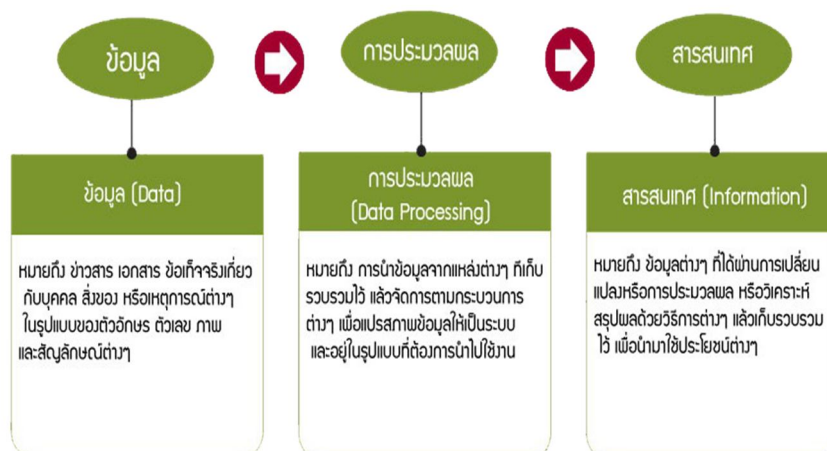 ข้อมูล
การประมวลผล
สารสนเทศ
ข้อมูล (Data)
หมายถึง ข่าวสาร เอกสาร ข้อเท็จจริงเกี่ยว
กับบุคคล สิ่งของ หรือเหตุการณ์ต่างๆ
ในรูปแบบของตัวอักษร ตัวเลข ภาพ
และสัญลักษณ์ต่างๆ
การประมวลผล
(Data Processing)
หมายถึง การนำข้อมูลจากแหล่งต่างๆ ทีเก็บ
รวบรวมไว้ แล้วจัดการตามกระบวนการ
ต่างๆ เพื่อแปรสภาพข้อมูลให้เป็นระบบ
และอยู่ในรูปแบบที่ต้องการนำไปใช้งาน
สารสนเทศ (Information)
หมายถึง ข้อมูลต่างๆ ที่ได้ผ่านการเปลี่ยน
แปลงหรือการประมวลผล หรือวิเคราะห์
สรุปผลด้วยวิธีการต่างๆ แล้วเก็บรวบรวม
ไว้ เพื่อนำมาใช้ประโยชน์ต่างๆ